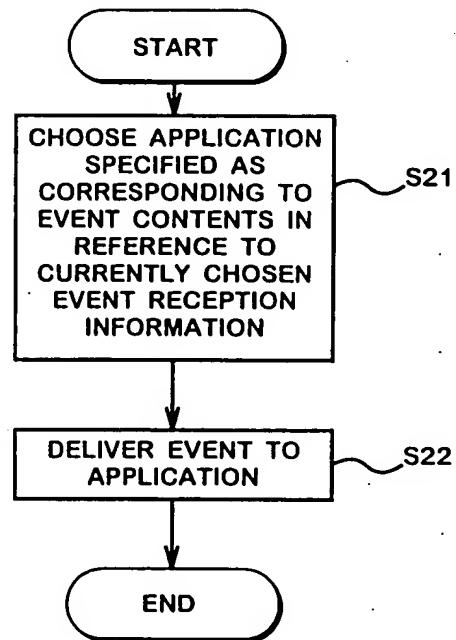 START
CHOOSE APPLICATION
SPECIFIED AS
CORRESPONDING TO
EVENT CONTENTS IN
REFERENCE TO
CURRENTLY CHOSEN
EVENT RECEPTION
INFORMATION
S21
DELIVER EVENT TO
APPLICATION
S22
END